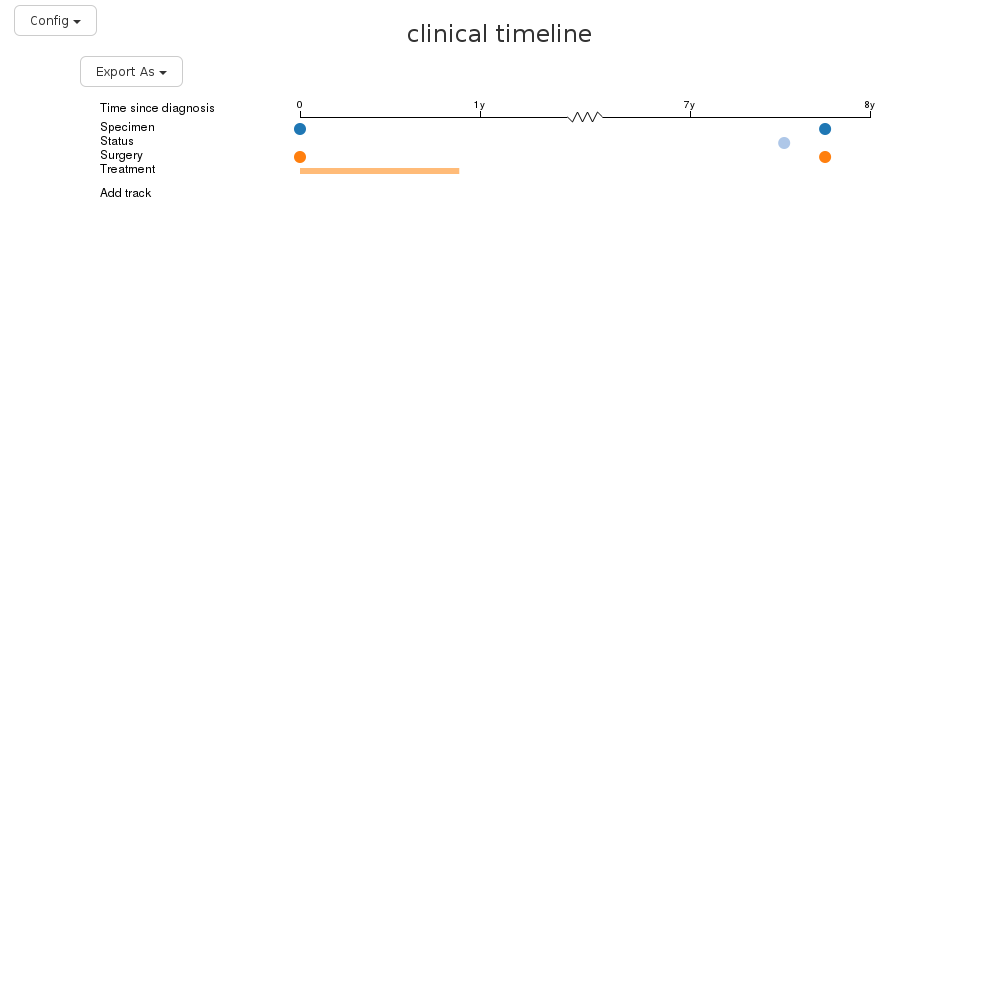 Config
clinical timeline
Export As
Time since diagnosis
0 1y 7y 8y
Specimen
Status
Surgery
Treatment
Add track